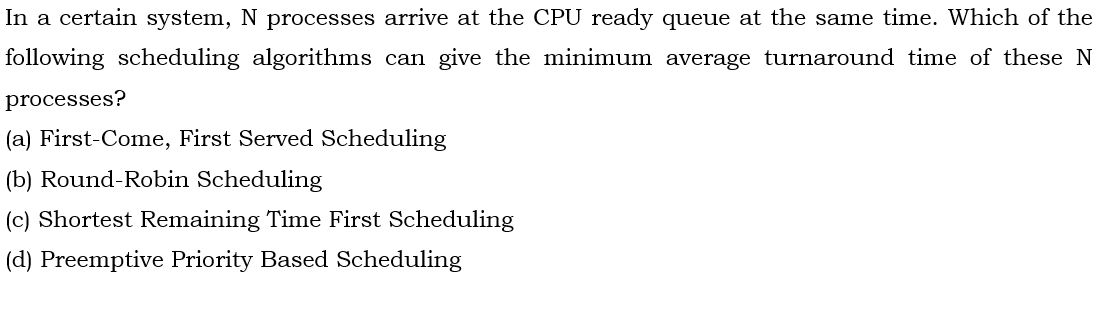 In a certain system, N processes arrive at the CPU ready queue at the same time. Which of the
following scheduling algorithms can give the minimum average turnaround time of these N
processes?
(a) First-Come, First Served Scheduling
(b) Round-Robin Scheduling
(c) Shortest Remaining Time First Scheduling
(d) Preemptive Priority Based Scheduling